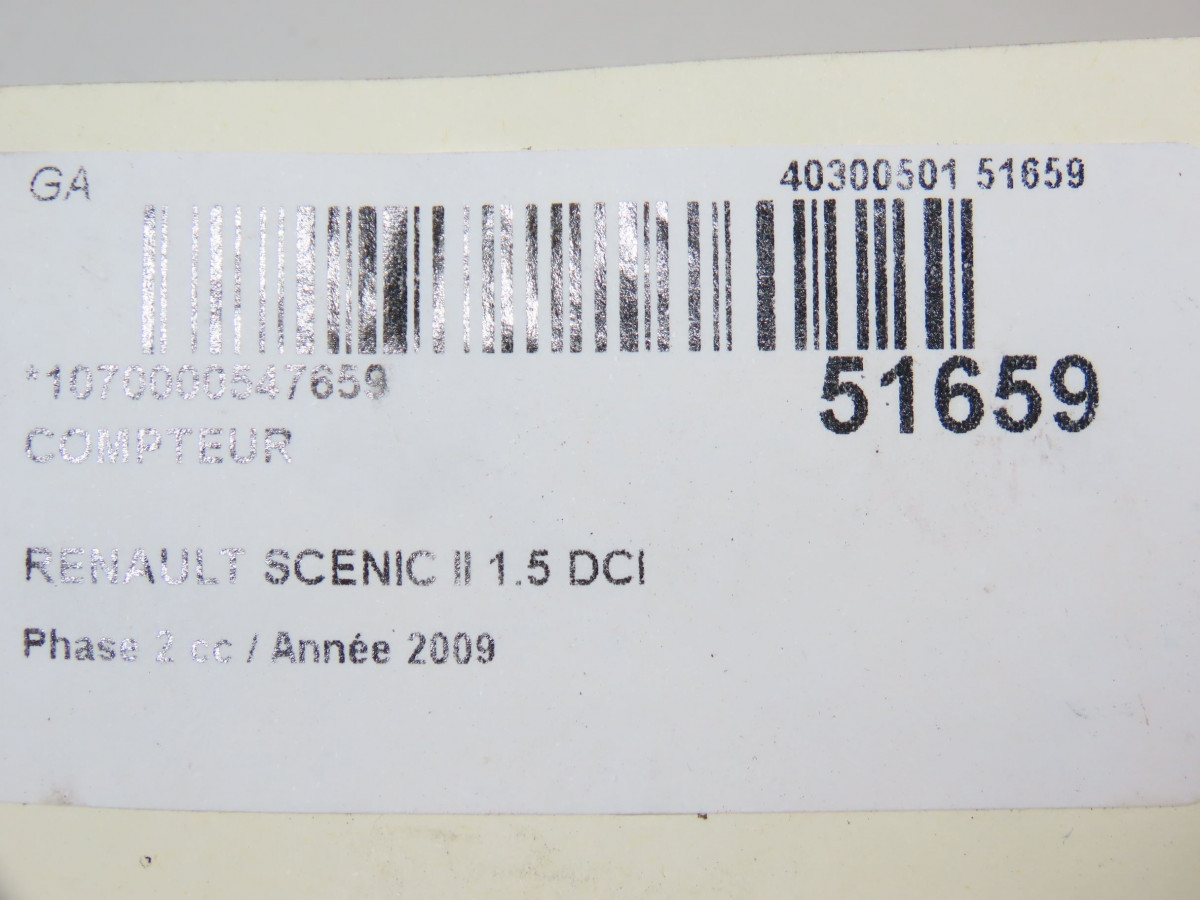 GA
40300501 51659
*1070000547659
51659
COMPTEUR
RENAULT SCENIC II 1.5 DCI
Phase 2 cc / Année 2009